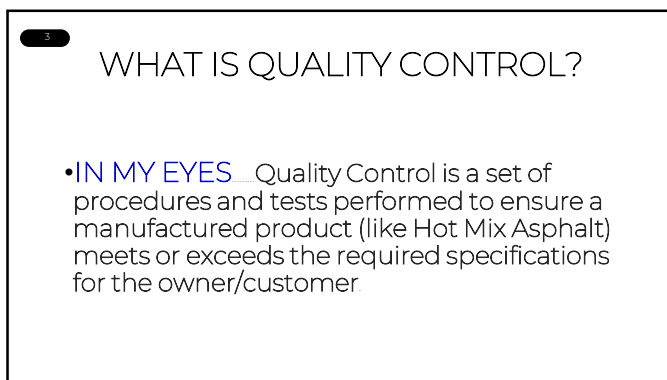 3
WHAT IS QUALITY CONTROL?
•IN MY EYES......Quality Control is a set of
procedures and tests performed to ensure a
manufactured product (like Hot Mix Asphalt)
meets or exceeds the required specifications
for the owner/customer.